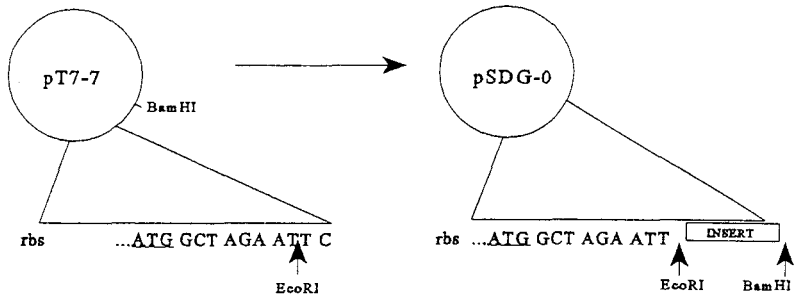 pT7-7
BamHI
rbs ...ATG GCT AGA ATT C
EcoRI
pSDG-0
rbs ...ATG GCT AGA ATT INSERT
EcoRI BamHI